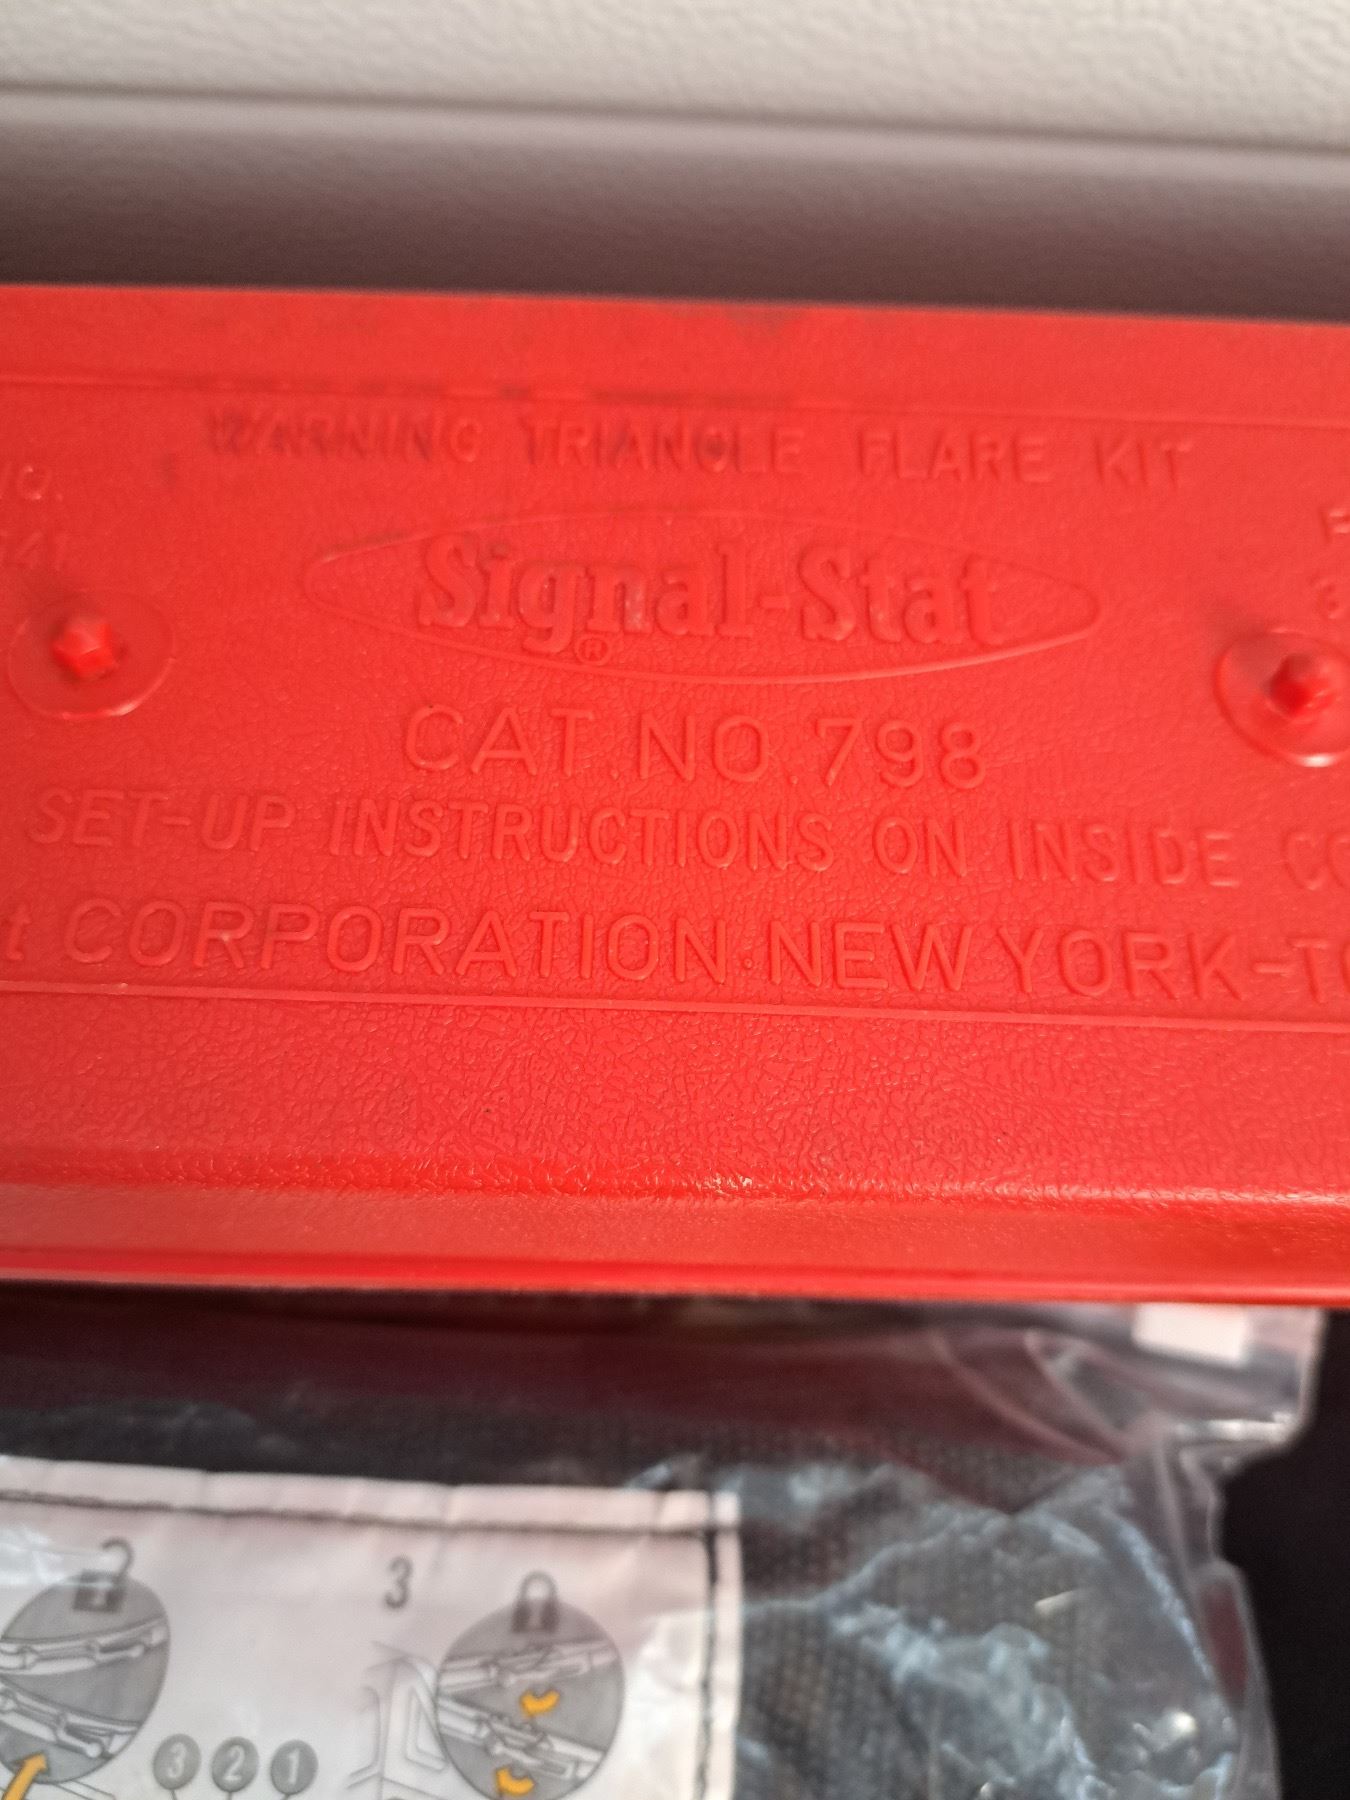 WARNING TRIANGLE FLARE KIT
NO.
Signal-Stat
®
CAT. NO. 798
SET-UP INSTRUCTIONS ON INSIDE
CORPORATION NEW YORK-
3
3 2 1